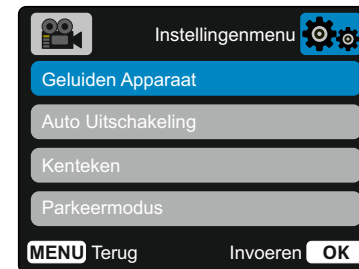 Instellingenmenu
Geluiden Apparaat
Auto Uitschakeling
Kenteken
Parkeermodus
MENU Terug Invoeren OK